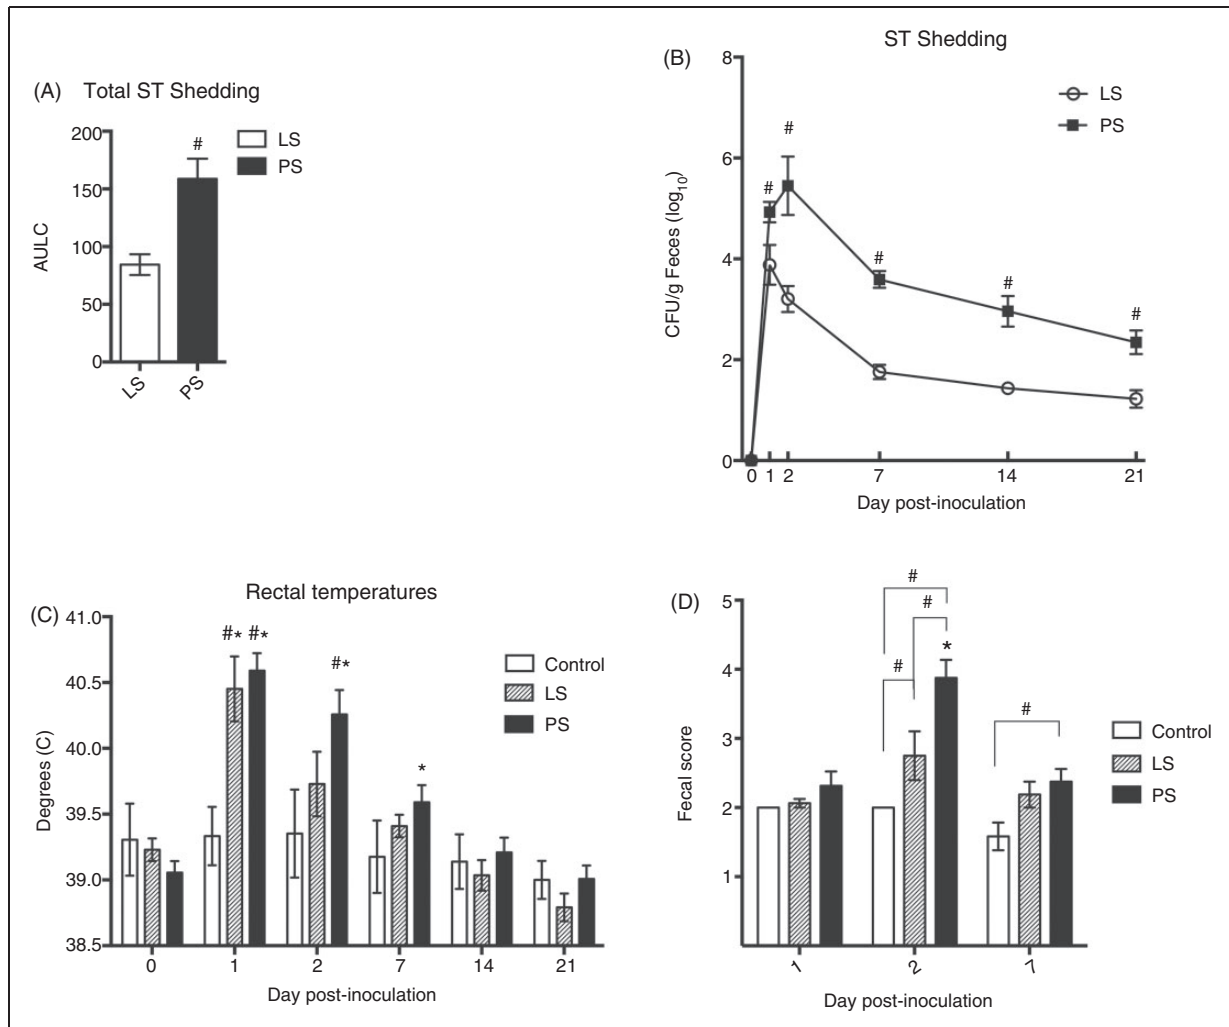 (A) Total ST Shedding
200
150
100
50
0
AULC
#
LS
PS
LS
PS
(B)
ST Shedding
8
6
4
2
0
CFU/g Feces (log10)
LS
PS
#
#
#
#
#
0 1 2 7 14 21
Day post-inoculation
(C)
Rectal temperatures
41.0
40.5
40.0
39.5
39.0
38.5
Degrees (C)
#* #*
#*
*
Control
LS
PS
0 1 2 7 14 21
Day post-inoculation
(D)
5
4
3
2
1
Fecal score
#
#
#
*
#
Control
LS
PS
1 2 7
Day post-inoculation